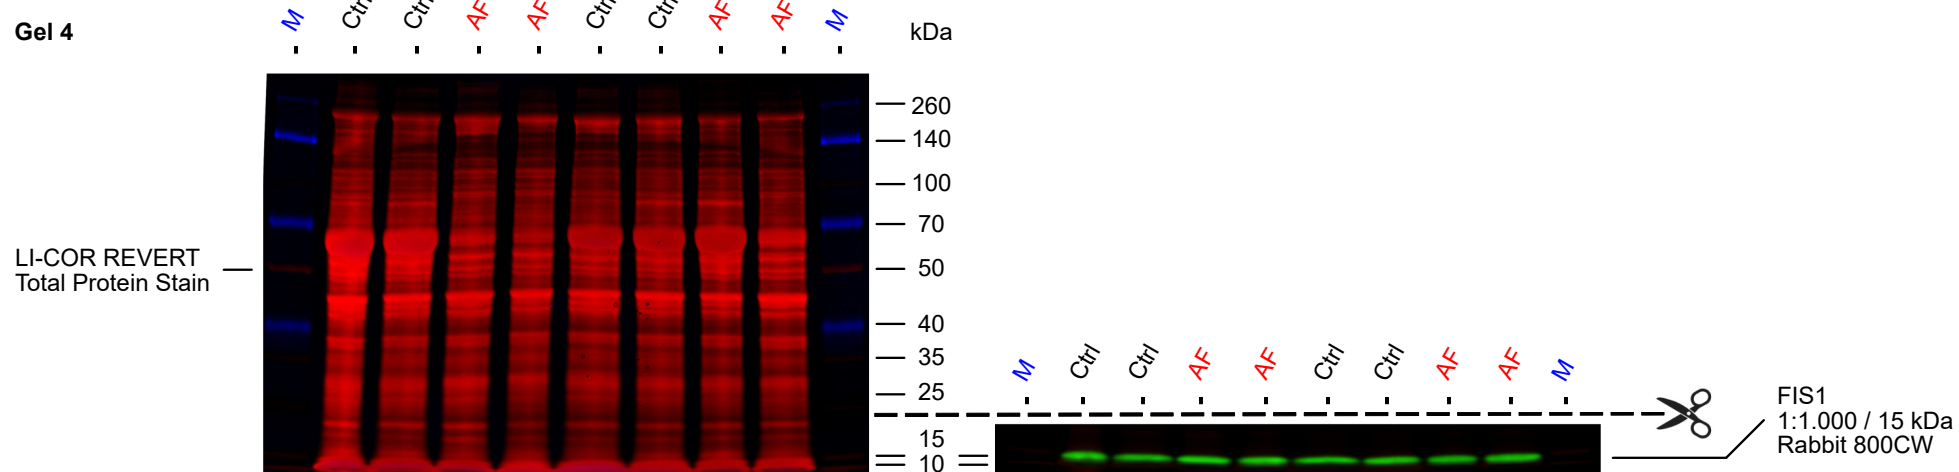 Gel 4
M Ctrl Ctrl AF AF Ctrl Ctrl AF AF M
kDa
260
140
100
70
50
40
35
25
15
10
LI-COR REVERT
Total Protein Stain
M Ctrl Ctrl AF AF Ctrl Ctrl AF AF M
FIS1
1:1.000 / 15 kDa
Rabbit 800CW